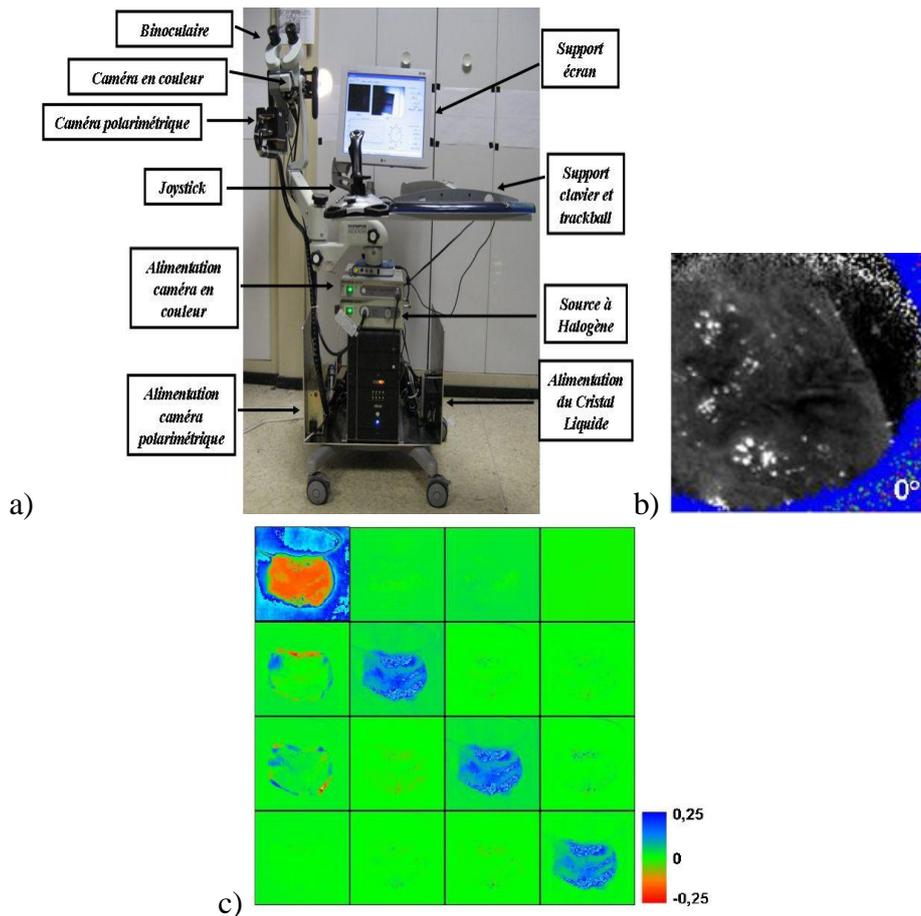 Binoculaire
Caméra en couleur
Caméra polarimétrique
Joystick
Alimentation
caméra en
couleur
Alimentation
caméra
polarimétrique
Support
écran
Support
clavier et
trackball
Source à
Halogène
Alimentation
du Cristal
Liquide
a)
b)
0°
c)
0,25
0
-0,25